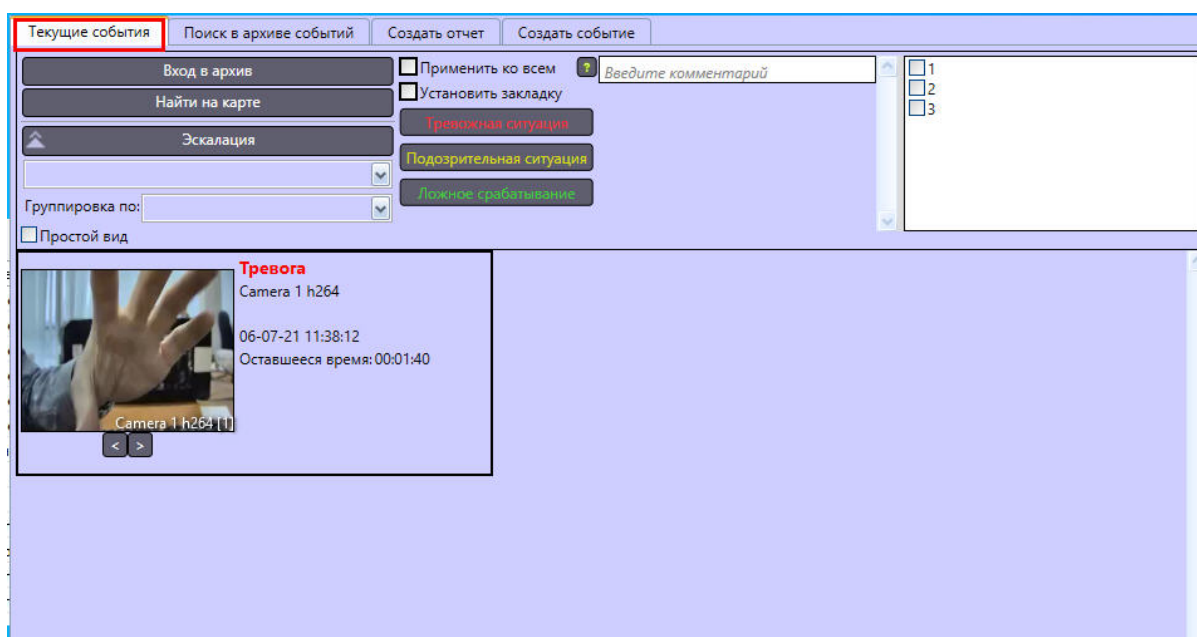 Текущие события
Поиск в архиве событий
Создать отчет
Создать событие
Вход в архив
Найти на карте
Эскалация
Группировка по:
Простой вид
Применить ко всем
?
Установить закладку
Тревожная ситуация
Подозрительная ситуация
Ложное срабатывание
Введите комментарий
1
2
3
Тревога
Camera 1 h264
06-07-21 11:38:12
Оставшееся время: 00:01:40
Camera 1 h264 [1]
< >